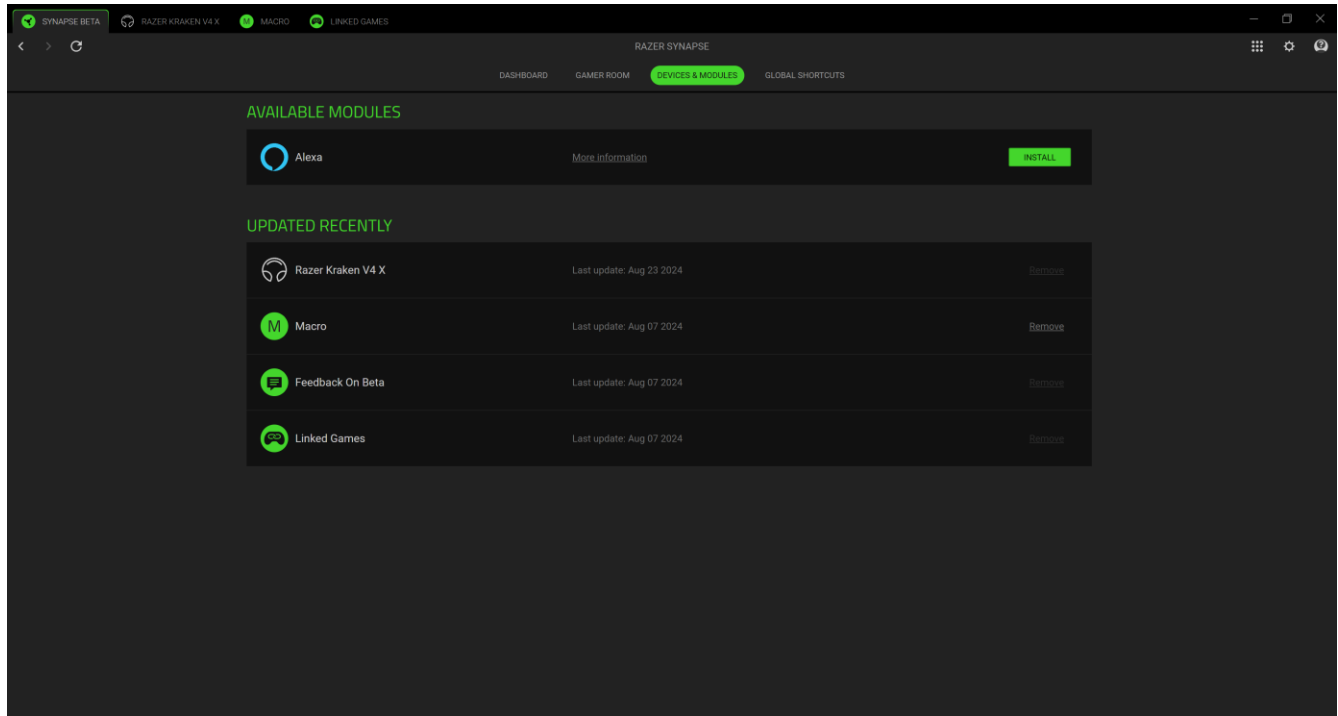 SYNAPSE BETA RAZER KRAKEN V4 X M MACRO LINKED GAMES
RAZER SYNAPSE
DASHBOARD GAMER ROOM DEVICES & MODULES GLOBAL SHORTCUTS
AVAILABLE MODULES
Alexa More information INSTALL
UPDATED RECENTLY
Razer Kraken V4 X Last update: Aug 23 2024 Remove
M Macro Last update: Aug 07 2024 Remove
Feedback On Beta Last update: Aug 07 2024 Remove
Linked Games Last update: Aug 07 2024 Remove